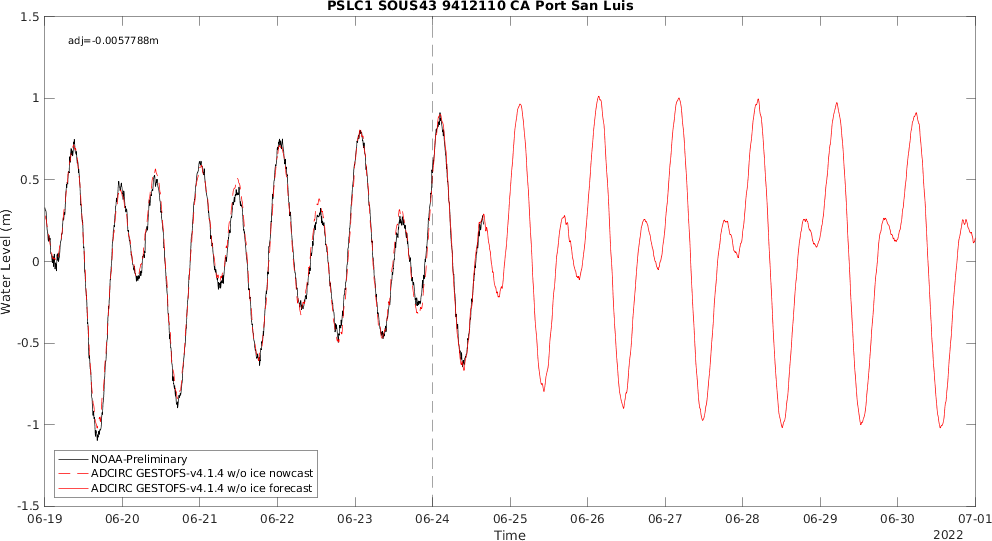 PSLC1 SOUS43 9412110 CA Port San Luis
adj=-0.0057788m
1.5
1
0.5
0
-0.5
-1
-1.5
Water Level (m)
NOAA-Preliminary
ADCIRC GESTOFS-v4.1.4 w/o ice nowcast
ADCIRC GESTOFS-v4.1.4 w/o ice forecast
06-19 06-20 06-21 06-22 06-23 06-24 06-25 06-26 06-27 06-28 06-29 06-30 07-01
Time
2022